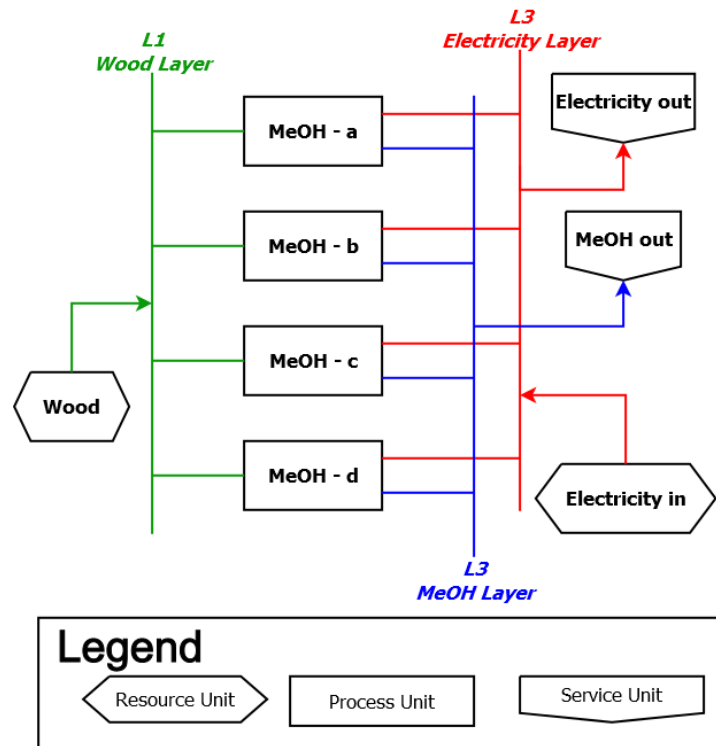 L1
Wood Layer
L3
Electricity Layer
MeOH - a
Electricity out
MeOH - b
MeOH out
MeOH - c
Wood
MeOH - d
Electricity in
L3
MeOH Layer
Legend
Resource Unit
Process Unit
Service Unit